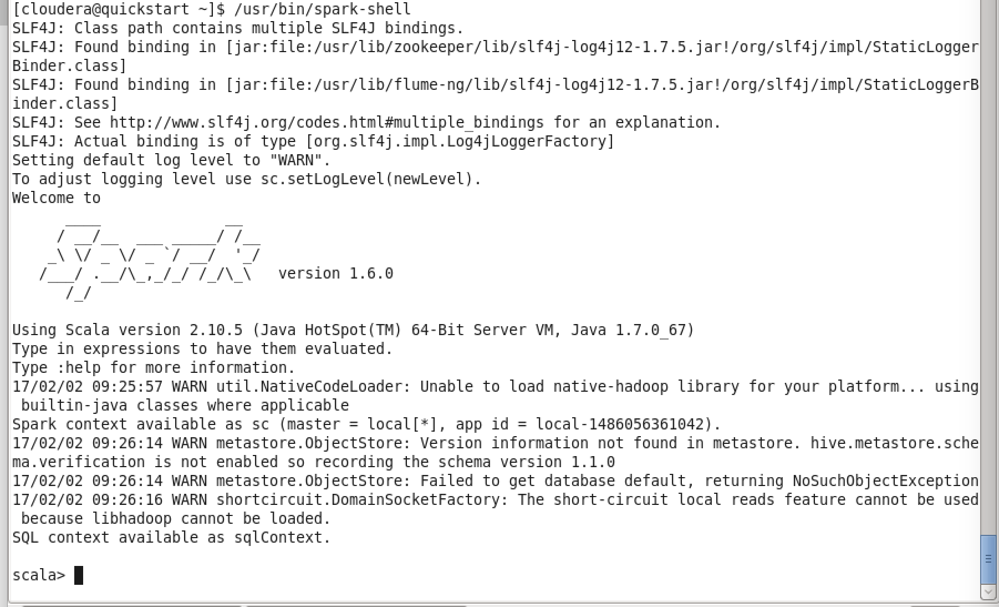 [cloudera@quickstart ~]$ /usr/bin/spark-shell
SLF4J: Class path contains multiple SLF4J bindings.
SLF4J: Found binding in [jar:file:/usr/lib/zookeeper/lib/slf4j-log4j12-1.7.5.jar!/org/slf4j/impl/StaticLogger
Binder.class]
SLF4J: Found binding in [jar:file:/usr/lib/flume-ng/lib/slf4j-log4j12-1.7.5.jar!/org/slf4j/impl/StaticLoggerB
inder.class]
SLF4J: See http://www.slf4j.org/codes.html#multiple_bindings for an explanation.
SLF4J: Actual binding is of type [org.slf4j.impl.Log4jLoggerFactory]
Setting default log level to "WARN".
To adjust logging level use sc.setLogLevel(newLevel).
Welcome to
      ____              __
     / __/__  ___ _____/ /__
    _\ \/ _ \/ _ `/ __/  '_/
   /___/ .__/\_,_/_/ /_/\_\   version 1.6.0
      /_/
Using Scala version 2.10.5 (Java HotSpot(TM) 64-Bit Server VM, Java 1.7.0_67)
Type in expressions to have them evaluated.
Type :help for more information.
17/02/02 09:25:57 WARN util.NativeCodeLoader: Unable to load native-hadoop library for your platform... using
 builtin-java classes where applicable
Spark context available as sc (master = local[*], app id = local-1486056361042).
17/02/02 09:26:14 WARN metastore.ObjectStore: Version information not found in metastore. hive.metastore.sche
ma.verification is not enabled so recording the schema version 1.1.0
17/02/02 09:26:14 WARN metastore.ObjectStore: Failed to get database default, returning NoSuchObjectException
17/02/02 09:26:16 WARN shortcircuit.DomainSocketFactory: The short-circuit local reads feature cannot be used
 because libhadoop cannot be loaded.
SQL context available as sqlContext.
scala>